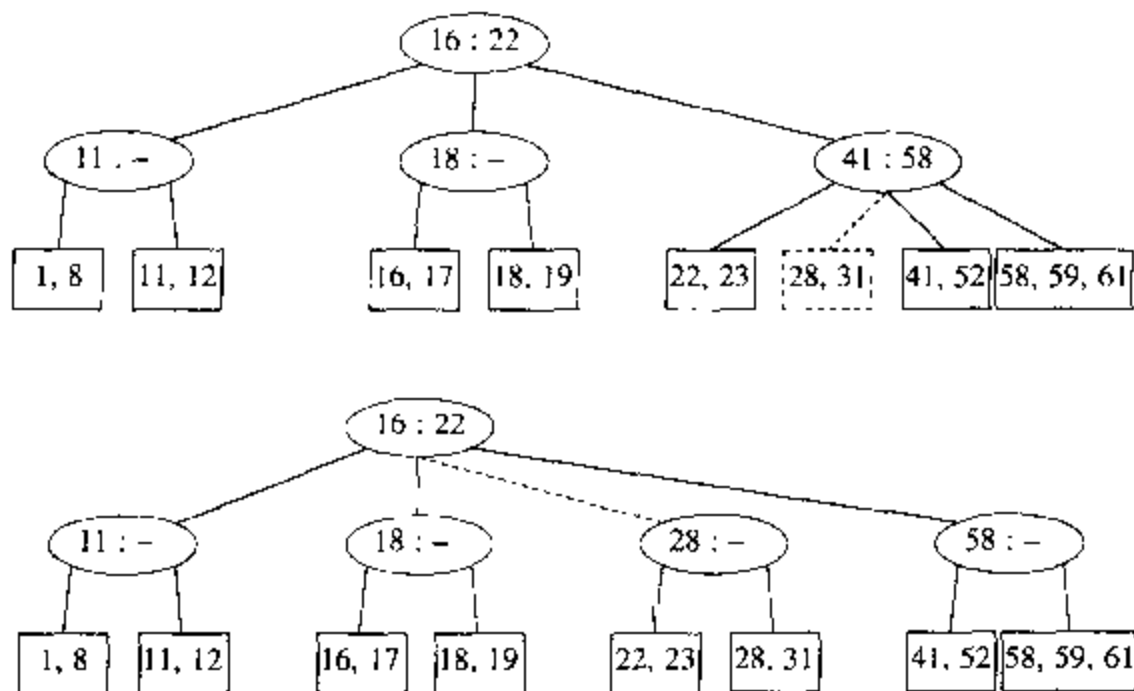 16 : 22
11 : – 18 : – 41 : 58
1, 8 11, 12 16, 17 18, 19 22, 23 28, 31 41, 52 58, 59, 61
16 : 22
11 : – 18 : – 28 : – 58 : –
1, 8 11, 12 16, 17 18, 19 22, 23 28, 31 41, 52 58, 59, 61